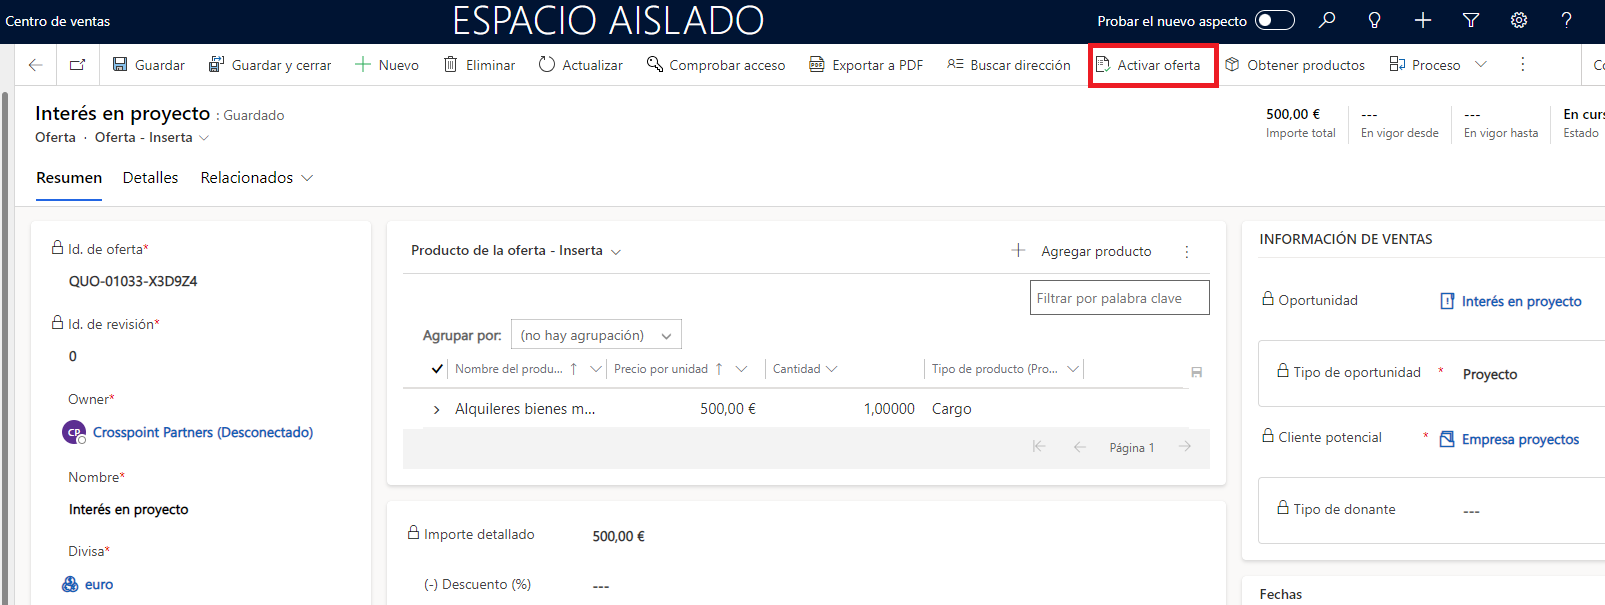 Centro de ventas
ESPACIO AISLADO
Probar el nuevo aspecto
Guardar
Guardar y cerrar
Nuevo
Eliminar
Actualizar
Comprobar acceso
Exportar a PDF
Buscar dirección
Activar oferta
Obtener productos
Proceso
Interés en proyecto : Guardado
Oferta · Oferta - Inserta
500,00 €
Importe total
---
En vigor desde
---
En vigor hasta
En curs
Estado
Resumen
Detalles
Relacionados
Id. de oferta*
QUO-01033-X3D9Z4
Id. de revisión*
0
Owner*
CP
Crosspoint Partners (Desconectado)
Nombre*
Interés en proyecto
Divisa*
euro
Producto de la oferta - Inserta
Agregar producto
Filtrar por palabra clave
Agrupar por:
(no hay agrupación)
Nombre del produ...
Precio por unidad
Cantidad
Tipo de producto (Pro...
Alquileres bienes m...
500,00 €
1,00000
Cargo
Página 1
Importe detallado
500,00 €
(-) Descuento (%)
---
INFORMACIÓN DE VENTAS
Oportunidad
Interés en proyecto
Tipo de oportunidad *
Proyecto
Cliente potencial *
Empresa proyectos
Tipo de donante
---
Fechas